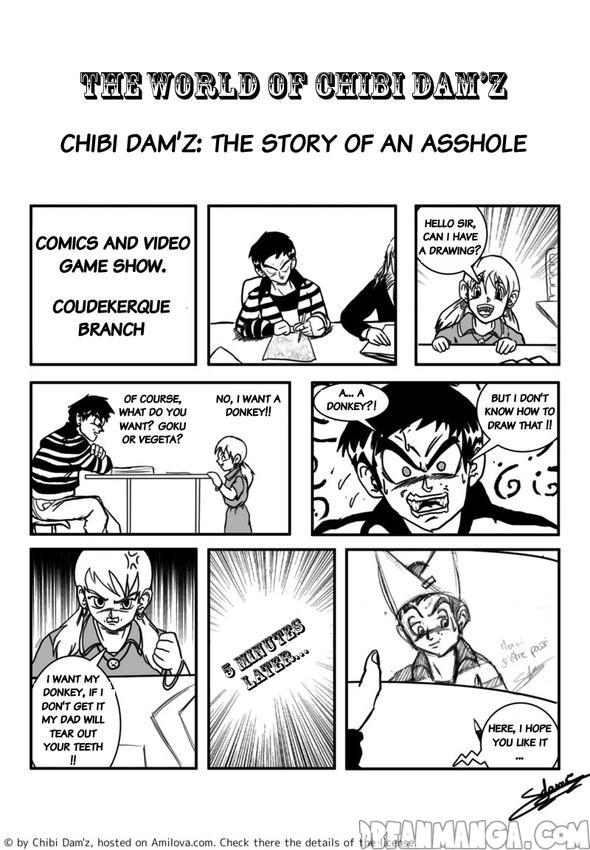 THE WORLD OF CHIBI DAM'Z
CHIBI DAM'Z: THE STORY OF AN ASSHOLE
COMICS AND VIDEO
GAME SHOW.
COUDEKERQUE
BRANCH
HELLO SIR,
CAN I HAVE
A DRAWING?
OF COURSE,
WHAT DO YOU
WANT? GOKU
OR VEGETA?
NO, I WANT A
DONKEY!!
A... A
DONKEY?!
BUT I DON'T
KNOW HOW TO
DRAW THAT !!
I WANT MY
DONKEY, IF I
DON'T GET IT
MY DAD WILL
TEAR OUT
YOUR TEETH
!!
5 MINUTES
LATER...
Merci
d'être passé
HERE, I HOPE
YOU LIKE IT
...
DREANMANGA.COM
© by Chibi Dam'z, hosted on Amilova.com. Check there the details of the license.